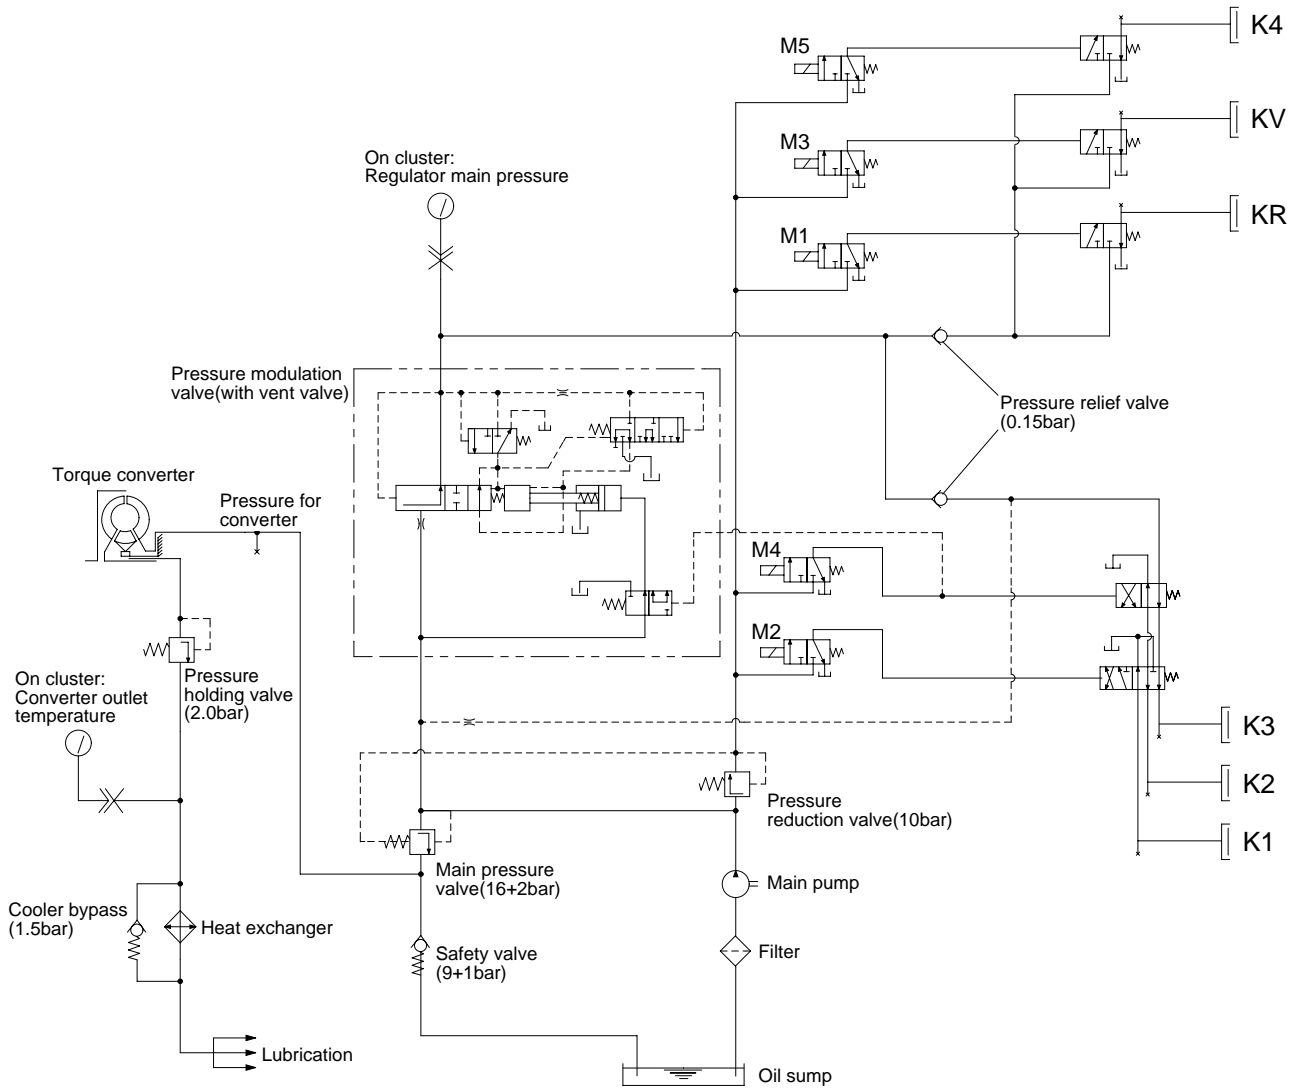 K4
M5
KV
M3
On cluster:
Regulator main pressure
KR
M1
Pressure modulation
valve(with vent valve)
Pressure relief valve
(0.15bar)
Torque converter
Pressure for
converter
M4
M2
On cluster:
Converter outlet
temperature
Pressure
holding valve
(2.0bar)
K3
K2
Pressure
reduction valve(10bar)
K1
Main pressure
valve(16+2bar)
Main pump
Cooler bypass
(1.5bar)
Heat exchanger
Safety valve
(9+1bar)
Filter
Lubrication
Oil sump